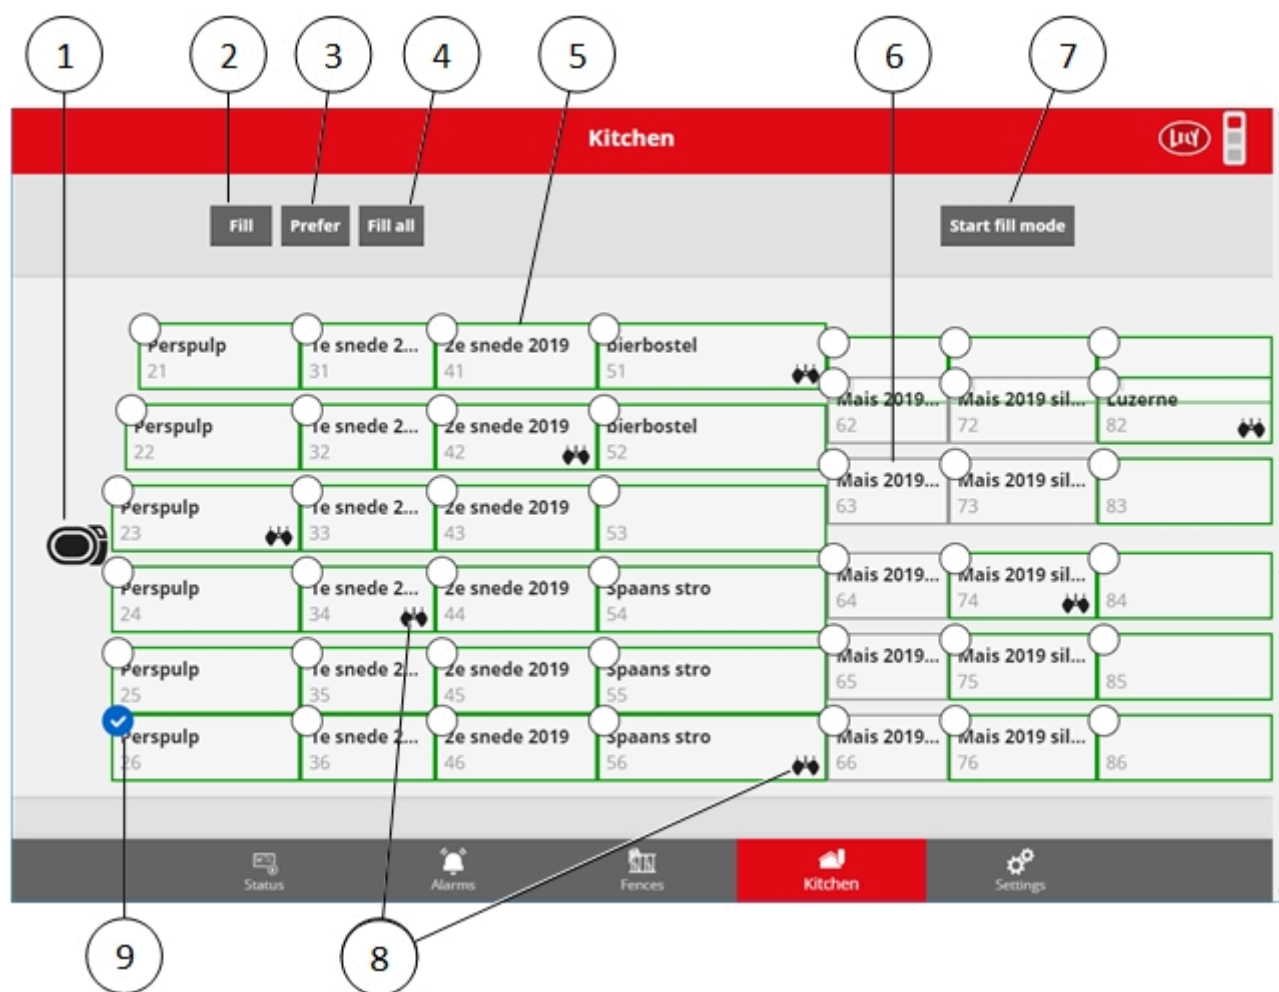 1 2 3 4 5 6 7
Kitchen LELY
Fill Prefer Fill all Start fill mode
Perspulp 1e snede 2... 2e snede 2019 bierbostel
21 31 41 51
Mais 2019... Mais 2019 sil... Luzerne
62 72 82
Perspulp 1e snede 2... 2e snede 2019 bierbostel
22 32 42 52
Mais 2019... Mais 2019 sil...
63 73 83
Perspulp 1e snede 2... 2e snede 2019
23 33 43 53
Mais 2019... Mais 2019 sil...
64 74 84
Perspulp 1e snede 2... 2e snede 2019 Spaans stro
24 34 44 54
Mais 2019... Mais 2019 sil...
65 75 85
Perspulp 1e snede 2... 2e snede 2019 Spaans stro
25 35 45 55
Perspulp 1e snede 2... 2e snede 2019 Spaans stro Mais 2019... Mais 2019 sil...
26 36 46 56 66 76 86
Status Alarms Fences Kitchen Settings
9 8